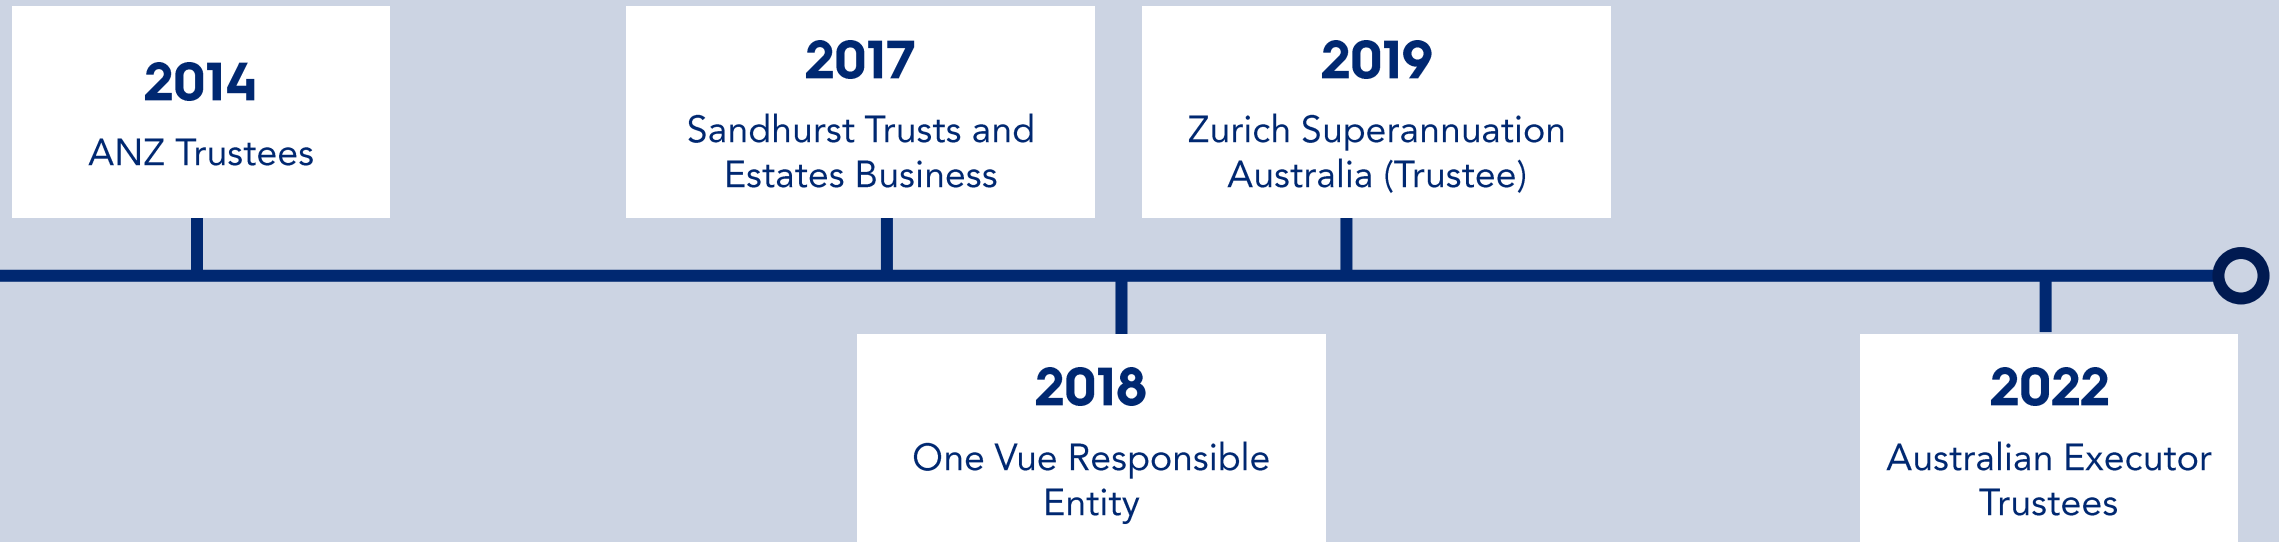 2014
ANZ Trustees
2017
Sandhurst Trusts and
Estates Business
2018
One Vue Responsible
Entity
2019
Zurich Superannuation
Australia (Trustee)
2022
Australian Executor
Trustees